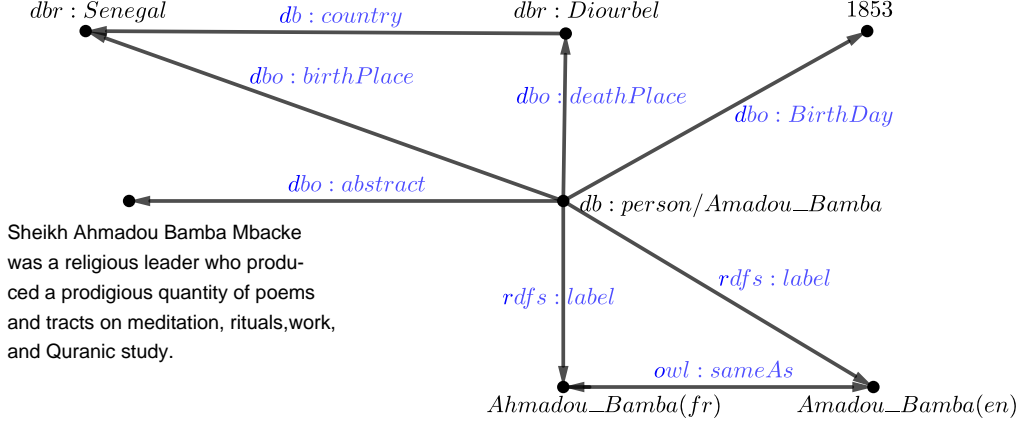 dbr : Senegal
db : country
dbr : Diourbel
1853
dbo : birthPlace
dbo : deathPlace
dbo : BirthDay
dbo : abstract
db : person/Amadou_Bamba
Sheikh Ahmadou Bamba Mbacke
was a religious leader who produ-
ced a prodigious quantity of poems
and tracts on meditation, rituals,work,
and Quranic study.
rdfs : label
rdfs : label
owl : sameAs
Ahmadou_Bamba(fr)
Amadou_Bamba(en)